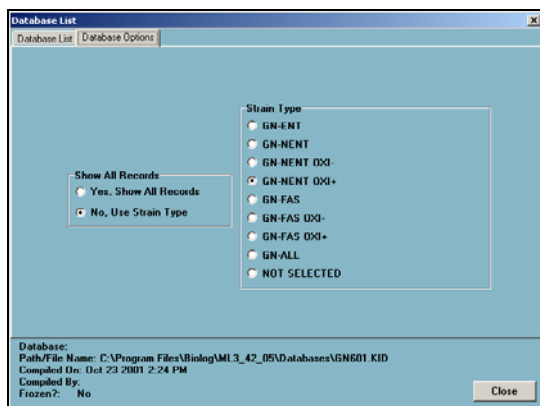 Database List
Database List Database Options
Show All Records
Yes, Show All Records
No, Use Strain Type
Strain Type
GN-ENT
GN-NENT
GN-NENT OXI-
GN-NENT OXI+
GN-FAS
GN-FAS OXI-
GN-FAS OXI+
GN-ALL
NOT SELECTED
Database:
Path/File Name: C:\Program Files\Biolog\ML3_42_05\Databases\GN601.KID
Compiled On: Oct 23 2001 2:24 PM
Compiled By:
Frozen?: No
Close